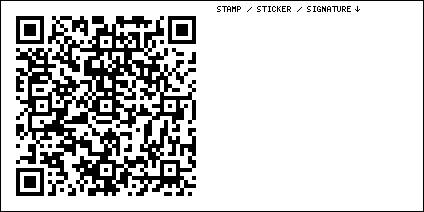 STAMP / STICKER / SIGNATURE ↓